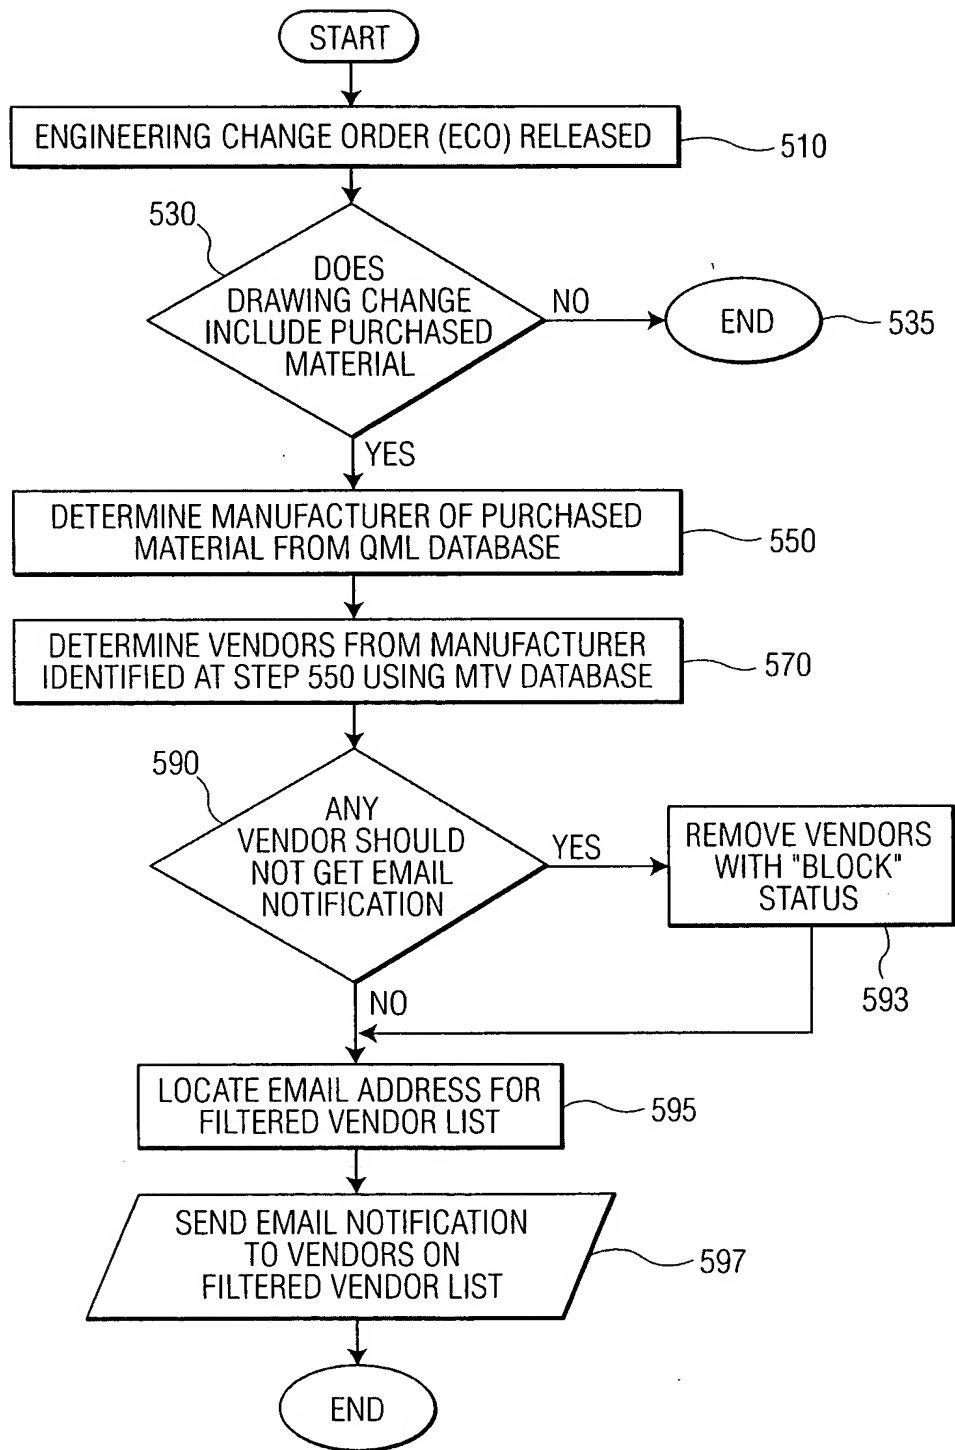 START
ENGINEERING CHANGE ORDER (ECO) RELEASED
510
530
DOES
DRAWING CHANGE
INCLUDE PURCHASED
MATERIAL
NO
END
535
YES
DETERMINE MANUFACTURER OF PURCHASED
MATERIAL FROM QML DATABASE
550
DETERMINE VENDORS FROM MANUFACTURER
IDENTIFIED AT STEP 550 USING MTV DATABASE
570
590
ANY
VENDOR SHOULD
NOT GET EMAIL
NOTIFICATION
YES
REMOVE VENDORS
WITH "BLOCK"
STATUS
593
NO
LOCATE EMAIL ADDRESS FOR
FILTERED VENDOR LIST
595
SEND EMAIL NOTIFICATION
TO VENDORS ON
FILTERED VENDOR LIST
597
END